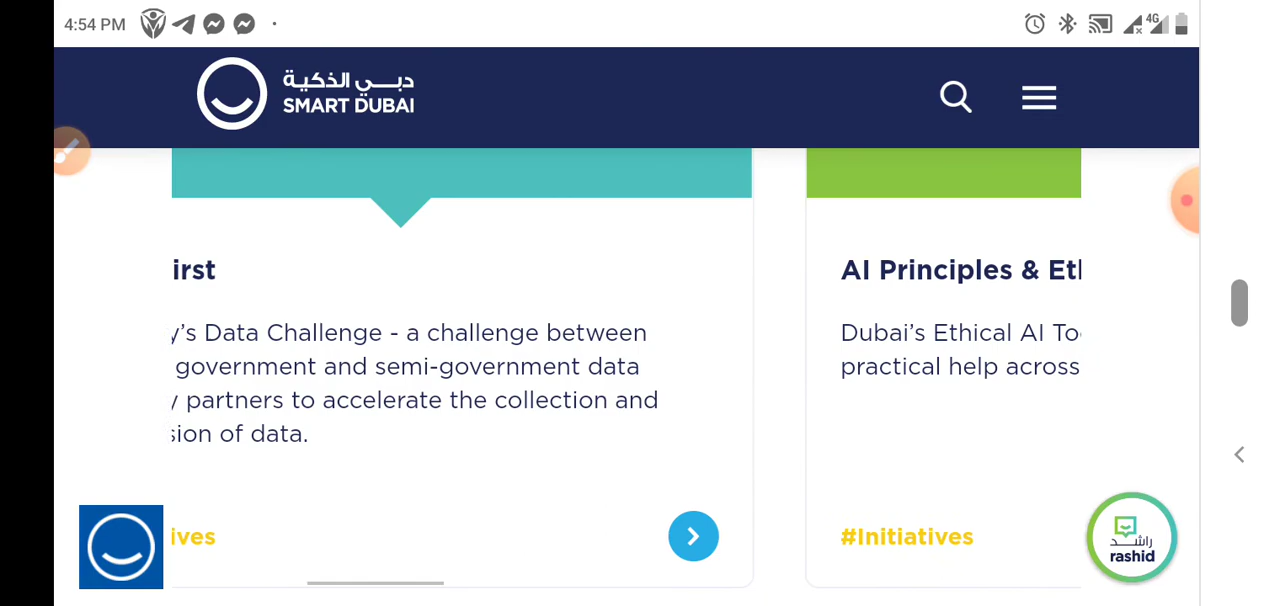 4:54 PM
4G
دبي الذكية
SMART DUBAI
irst
AI Principles & Et
y's Data Challenge - a challenge between
government and semi-government data
y partners to accelerate the collection and
sion of data.
Dubai's Ethical AI To
practical help across
ives
#Initiatives
راشد
rashid